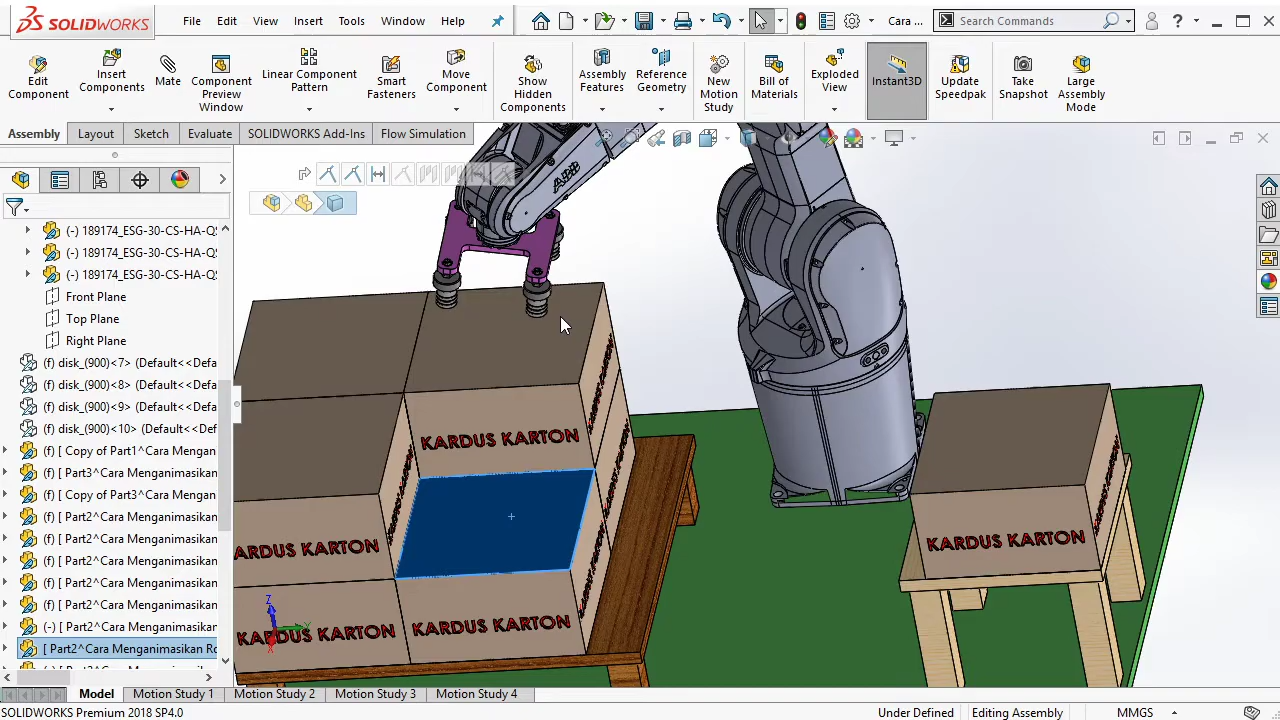 SOLIDWORKS File Edit View Insert Tools Window Help Cara ... Search Commands ?
Edit Component
Insert Components
Mate
Component Preview Window
Linear Component Pattern
Smart Fasteners
Move Component
Show Hidden Components
Assembly Features
Reference Geometry
New Motion Study
Bill of Materials
Exploded View
Instant3D
Update Speedpak
Take Snapshot
Large Assembly Mode
Assembly Layout Sketch Evaluate SOLIDWORKS Add-Ins Flow Simulation
(-) 189174_ESG-30-CS-HA-QS
(-) 189174_ESG-30-CS-HA-QS
(-) 189174_ESG-30-CS-HA-QS
Front Plane
Top Plane
Right Plane
(f) disk_(900)<7> (Default<<Defa
(f) disk_(900)<8> (Default<<Defa
(f) disk_(900)<9> (Default<<Defa
(f) disk_(900)<10> (Default<<Def
(f) [ Copy of Part1^Cara Mengan
(f) [ Part3^Cara Menganimasikan
(f) [ Copy of Part3^Cara Mengan
(f) [ Part2^Cara Menganimasikan
(f) [ Part2^Cara Menganimasikan
(f) [ Part2^Cara Menganimasikan
(f) [ Part2^Cara Menganimasikan
(f) [ Part2^Cara Menganimasikan
(-) [ Part2^Cara Menganimasikan
[ Part2^Cara Menganimasikan Ro
ABB
KARDUS KARTON
ARDUS KARTON
KARDUS KARTON
KARDUS KARTON
KARDUS KARTON
Z
Y
X
Model Motion Study 1 Motion Study 2 Motion Study 3 Motion Study 4
SOLIDWORKS Premium 2018 SP4.0 Under Defined Editing Assembly MMGS